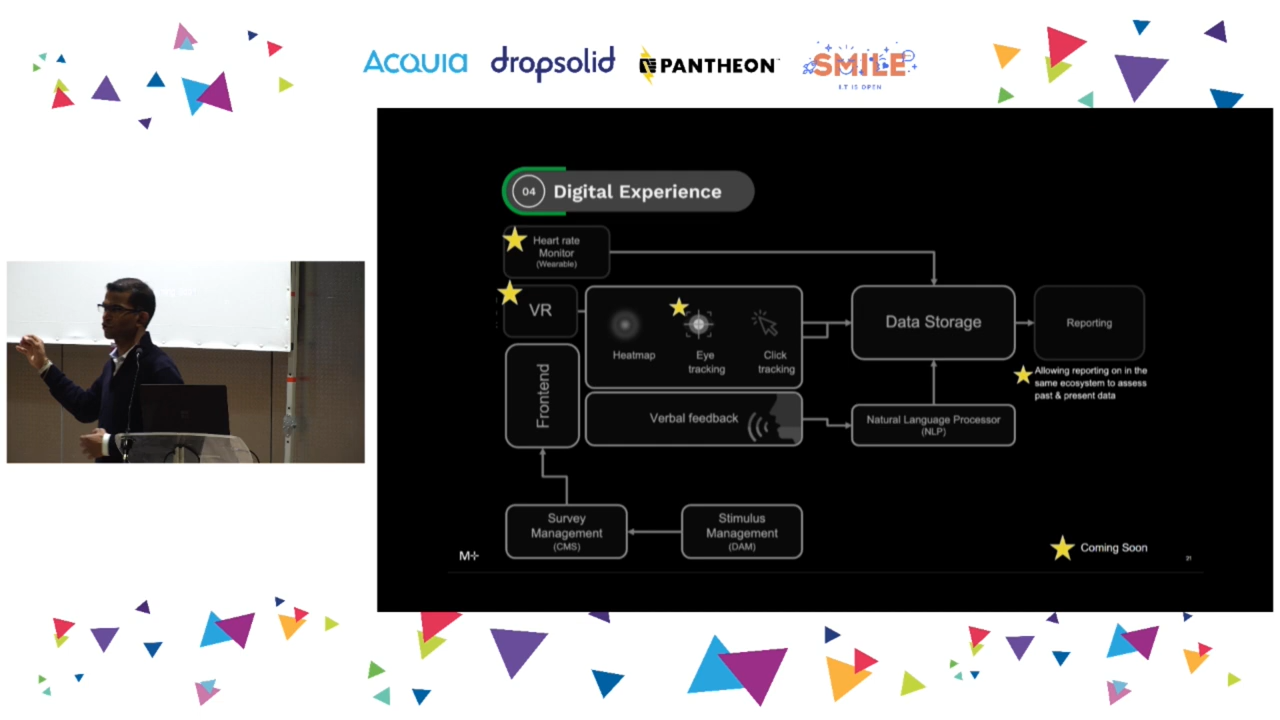 ACQUIA
dropsolid
PANTHEON
SMILE
I.T IS OPEN
04
Digital Experience
Heart rate
Monitor
(Wearable)
VR
Heatmap
Eye
tracking
Click
tracking
Data Storage
Reporting
Allowing reporting on in the
same ecosystem to assess
past & present data
Frontend
Verbal feedback
Natural Language Processor
(NLP)
Survey
Management
(CMS)
Stimulus
Management
(DAM)
M+
Coming Soon
31